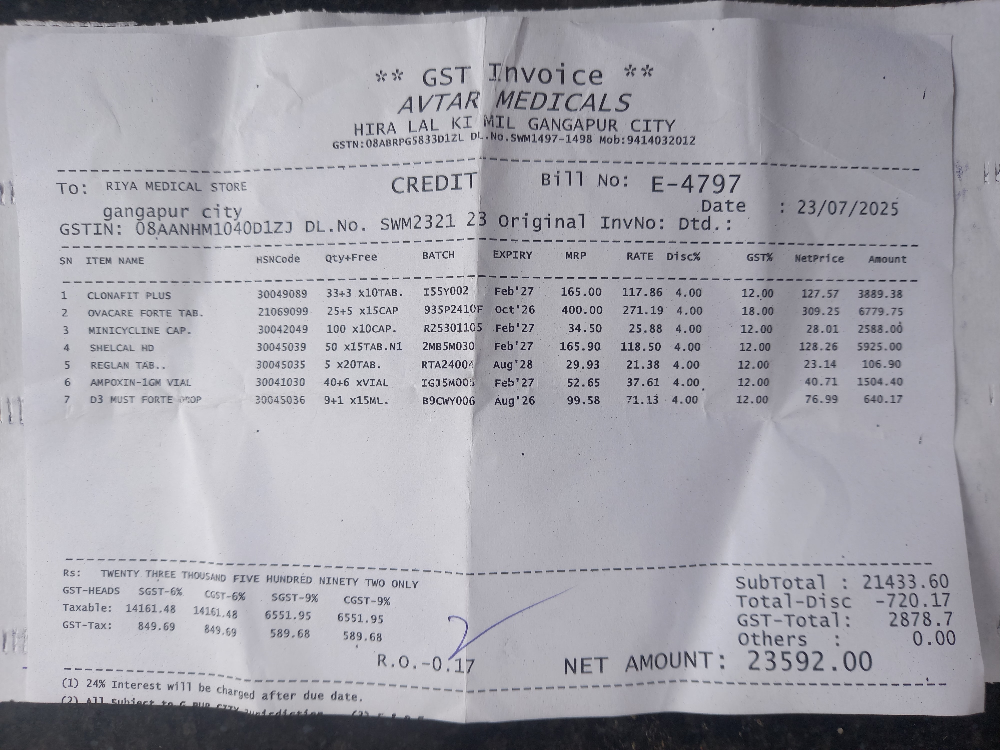 ** GST Invoice **
AVTAR MEDICALS
HIRA LAL KI MIL GANGAPUR CITY
GSTN:08ABRPG5833D1ZL DL.No.SWM1497-1498 Mob:9414032012
To: RIYA MEDICAL STORE CREDIT Bill No: E-4797
gangapur city Date : 23/07/2025
GSTIN: 08AANHM1040D1ZJ DL.No. SWM2321 23 Original InvNo: Dtd.:
SN ITEM NAME HSNCode Qty+Free BATCH EXPIRY MRP RATE Disc% GST% NetPrice Amount
1 CLONAFIT PLUS 30049089 33+3 x10TAB. I55Y002 Feb'27 165.00 117.86 4.00 12.00 127.57 3889.38
2 OVACARE FORTE TAB. 21069099 25+5 x15CAP 935P2410F Oct'26 400.00 271.19 4.00 18.00 309.25 6779.75
3 MINICYCLINE CAP. 30042049 100 x10CAP. RZ5301105 Feb'27 34.50 25.88 4.00 12.00 28.01 2588.00
4 SHELCAL HD 30045039 50 x15TAB.N1 2MB5M030 Feb'27 165.90 118.50 4.00 12.00 128.26 5925.00
5 REGLAN TAB.. 30045035 5 x20TAB. RTA24004 Aug'28 29.93 21.38 4.00 12.00 23.14 106.90
6 AMPOXIN-1GM VIAL 30041030 40+6 xVIAL IGJ5M005 Feb'27 52.65 37.61 4.00 12.00 40.71 1504.40
7 D3 MUST FORTE 30045036 9+1 x15ML. B9CWY006 Aug'26 99.58 71.13 4.00 12.00 76.99 640.17
Rs: TWENTY THREE THOUSAND FIVE HUNDRED NINETY TWO ONLY
GST-HEADS SGST-6% CGST-6% SGST-9% CGST-9%
Taxable: 14161.48 14161.48 6551.95 6551.95
GST-Tax: 849.69 849.69 589.68 589.68
SubTotal : 21433.60
Total-Disc -720.17
GST-Total: 2878.7
Others : 0.00
R.O.-0.17 NET AMOUNT: 23592.00
(1) 24% Interest will be charged after due date.
(2) All subject to